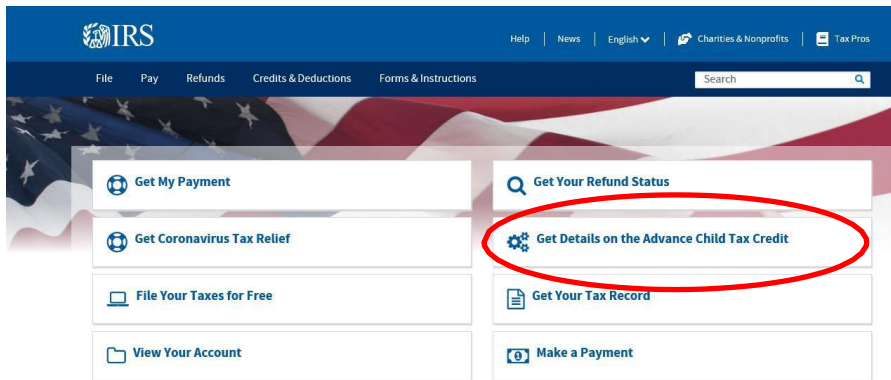 IRS
Help News English Charities & Nonprofits Tax Pros
File Pay Refunds Credits & Deductions Forms & Instructions Search
Get My Payment
Get Your Refund Status
Get Coronavirus Tax Relief
Get Details on the Advance Child Tax Credit
File Your Taxes for Free
Get Your Tax Record
View Your Account
Make a Payment